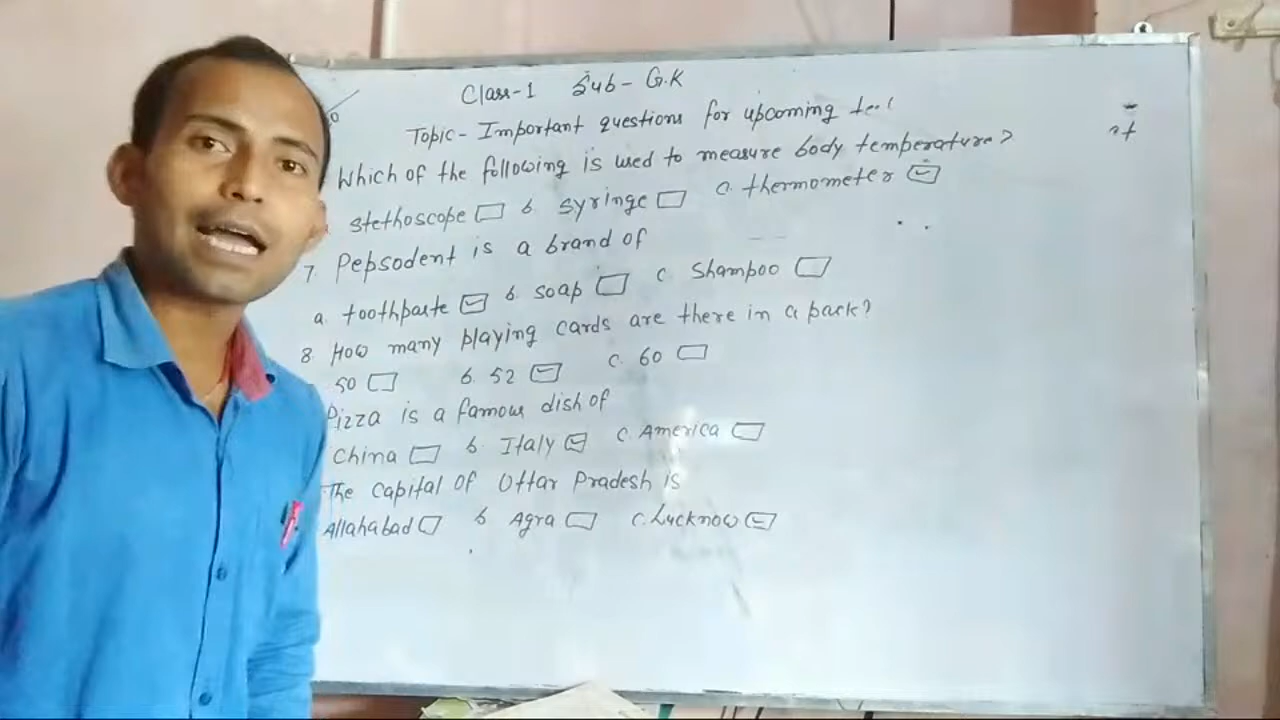 Class-1 Sub- G.K
Topic- Important questions for upcoming
Which of the following is used to measure body temperature?
stethoscope b. syringe c. thermometer
7. Pepsodent is a brand of
a. toothpaste b. soap c. Shampoo
8. How many playing cards are there in a pack?
50 b. 52 c. 60
Pizza is a famous dish of
China b. Italy c. America
The capital of Uttar Pradesh is
Allahabad b Agra c. Lucknow